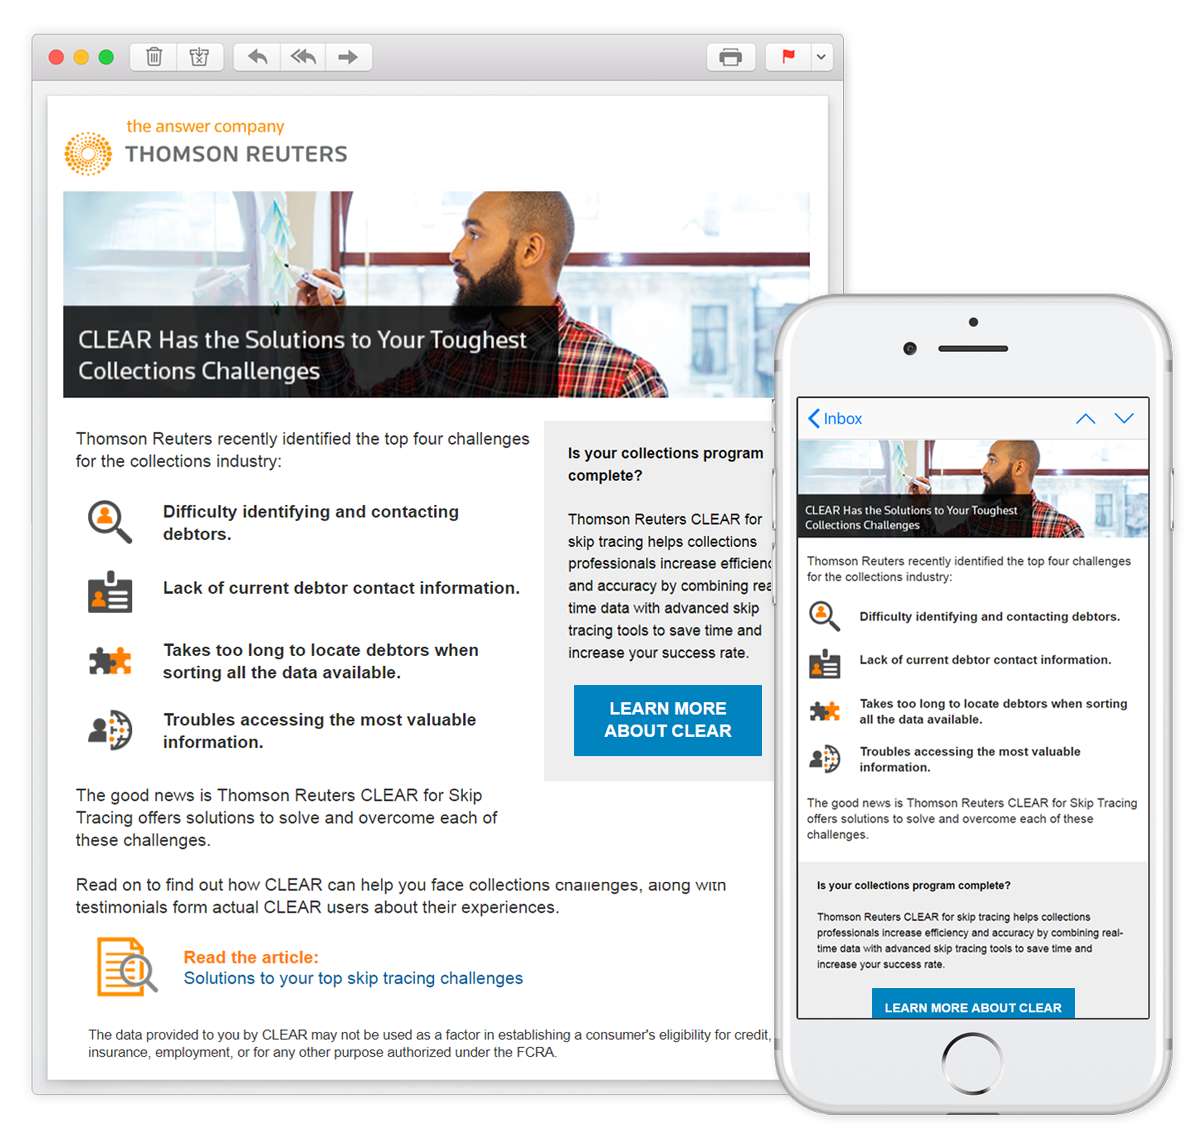 the answer company
THOMSON REUTERS
CLEAR Has the Solutions to Your Toughest
Collections Challenges
Thomson Reuters recently identified the top four challenges
for the collections industry:
Difficulty identifying and contacting
debtors.
Lack of current debtor contact information.
Takes too long to locate debtors when
sorting all the data available.
Troubles accessing the most valuable
information.
The good news is Thomson Reuters CLEAR for Skip
Tracing offers solutions to solve and overcome each of
these challenges.
Read on to find out how CLEAR can help you face collections challenges, along with
testimonials form actual CLEAR users about their experiences.
Read the article:
Solutions to your top skip tracing challenges
The data provided to you by CLEAR may not be used as a factor in establishing a consumer's eligibility for credit,
insurance, employment, or for any other purpose authorized under the FCRA.
Is your collections program
complete?
Thomson Reuters CLEAR for
skip tracing helps collections
professionals increase efficienc
and accuracy by combining rea
time data with advanced skip
tracing tools to save time and
increase your success rate.
LEARN MORE
ABOUT CLEAR
Inbox
CLEAR Has the Solutions to Your Toughest
Collections Challenges
Thomson Reuters recently identified the top four challenges
for the collections industry:
Difficulty identifying and contacting debtors.
Lack of current debtor contact information.
Takes too long to locate debtors when sorting
all the data available.
Troubles accessing the most valuable
information.
The good news is Thomson Reuters CLEAR for Skip Tracing
offers solutions to solve and overcome each of these
challenges.
Is your collections program complete?
Thomson Reuters CLEAR for skip tracing helps collections
professionals increase efficiency and accuracy by combining real-
time data with advanced skip tracing tools to save time and
increase your success rate.
LEARN MORE ABOUT CLEAR